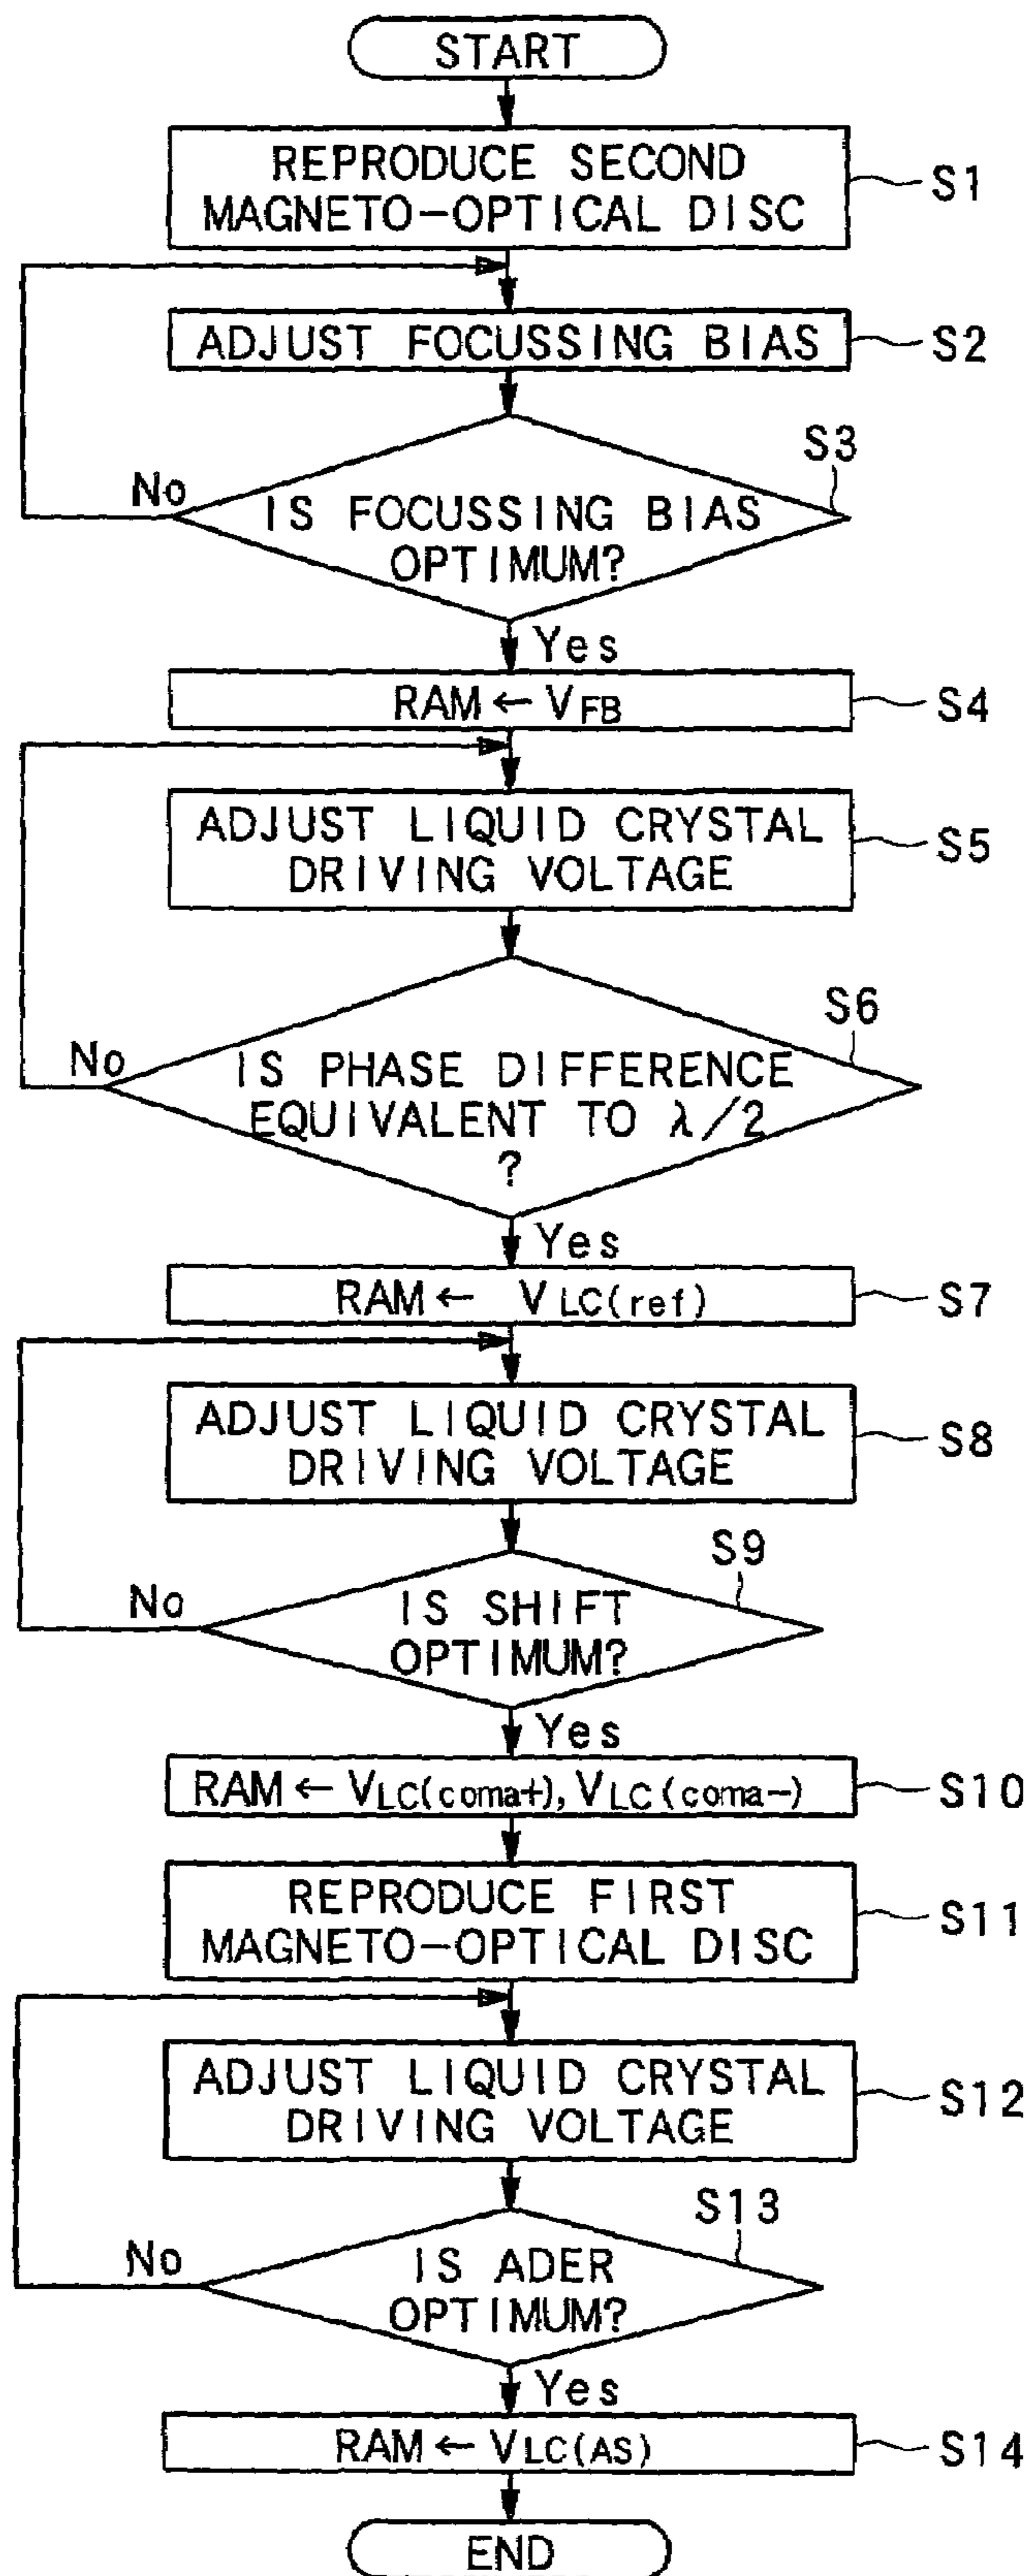 START
REPRODUCE SECOND
MAGNETO-OPTICAL DISC
S1
ADJUST FOCUSSING BIAS
S2
S3
No
IS FOCUSSING BIAS
OPTIMUM?
Yes
RAM ← VFB
S4
ADJUST LIQUID CRYSTAL
DRIVING VOLTAGE
S5
S6
No
IS PHASE DIFFERENCE
EQUIVALENT TO λ/2
?
Yes
RAM ← VLC(ref)
S7
ADJUST LIQUID CRYSTAL
DRIVING VOLTAGE
S8
S9
No
IS SHIFT
OPTIMUM?
Yes
RAM ← VLC(coma+), VLC(coma-)
S10
REPRODUCE FIRST
MAGNETO-OPTICAL DISC
S11
ADJUST LIQUID CRYSTAL
DRIVING VOLTAGE
S12
S13
No
IS ADER
OPTIMUM?
Yes
RAM ← VLC(AS)
S14
END